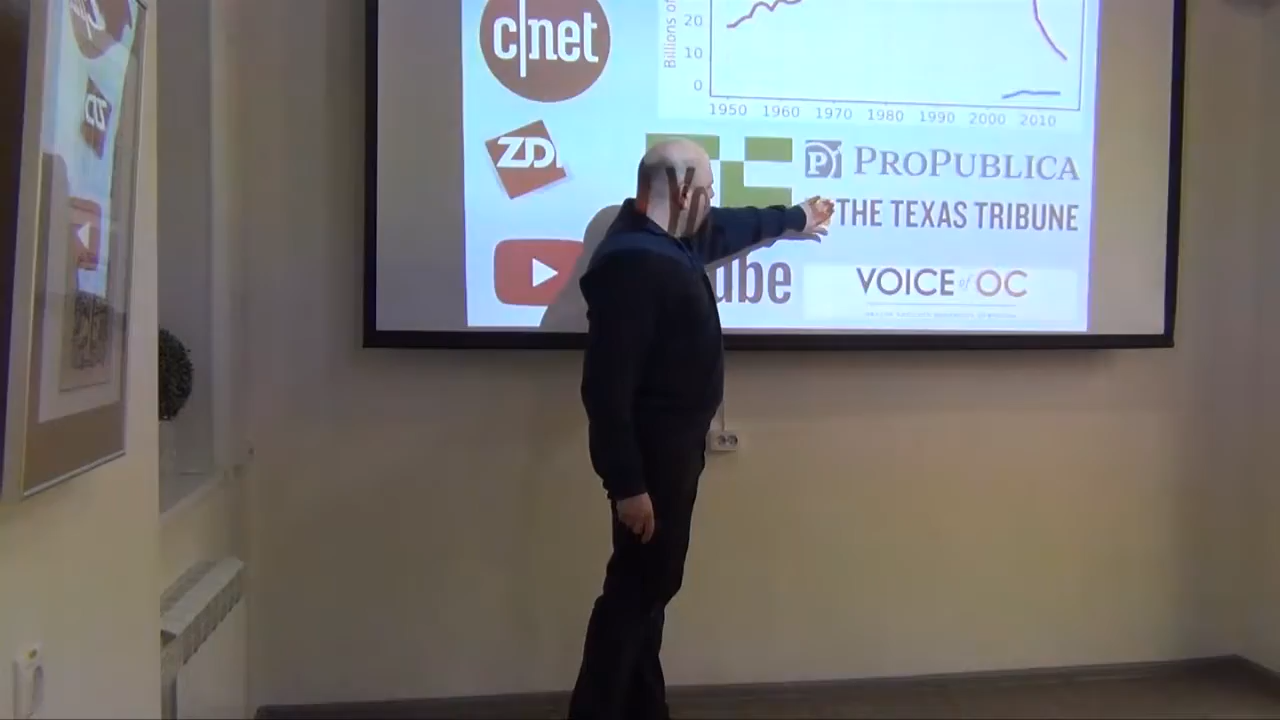 c|net
Billions of
20
10
0
1950 1960 1970 1980 1990 2000 2010
ZD
PROPUBLICA
THE TEXAS TRIBUNE
ube
VOICE of OC